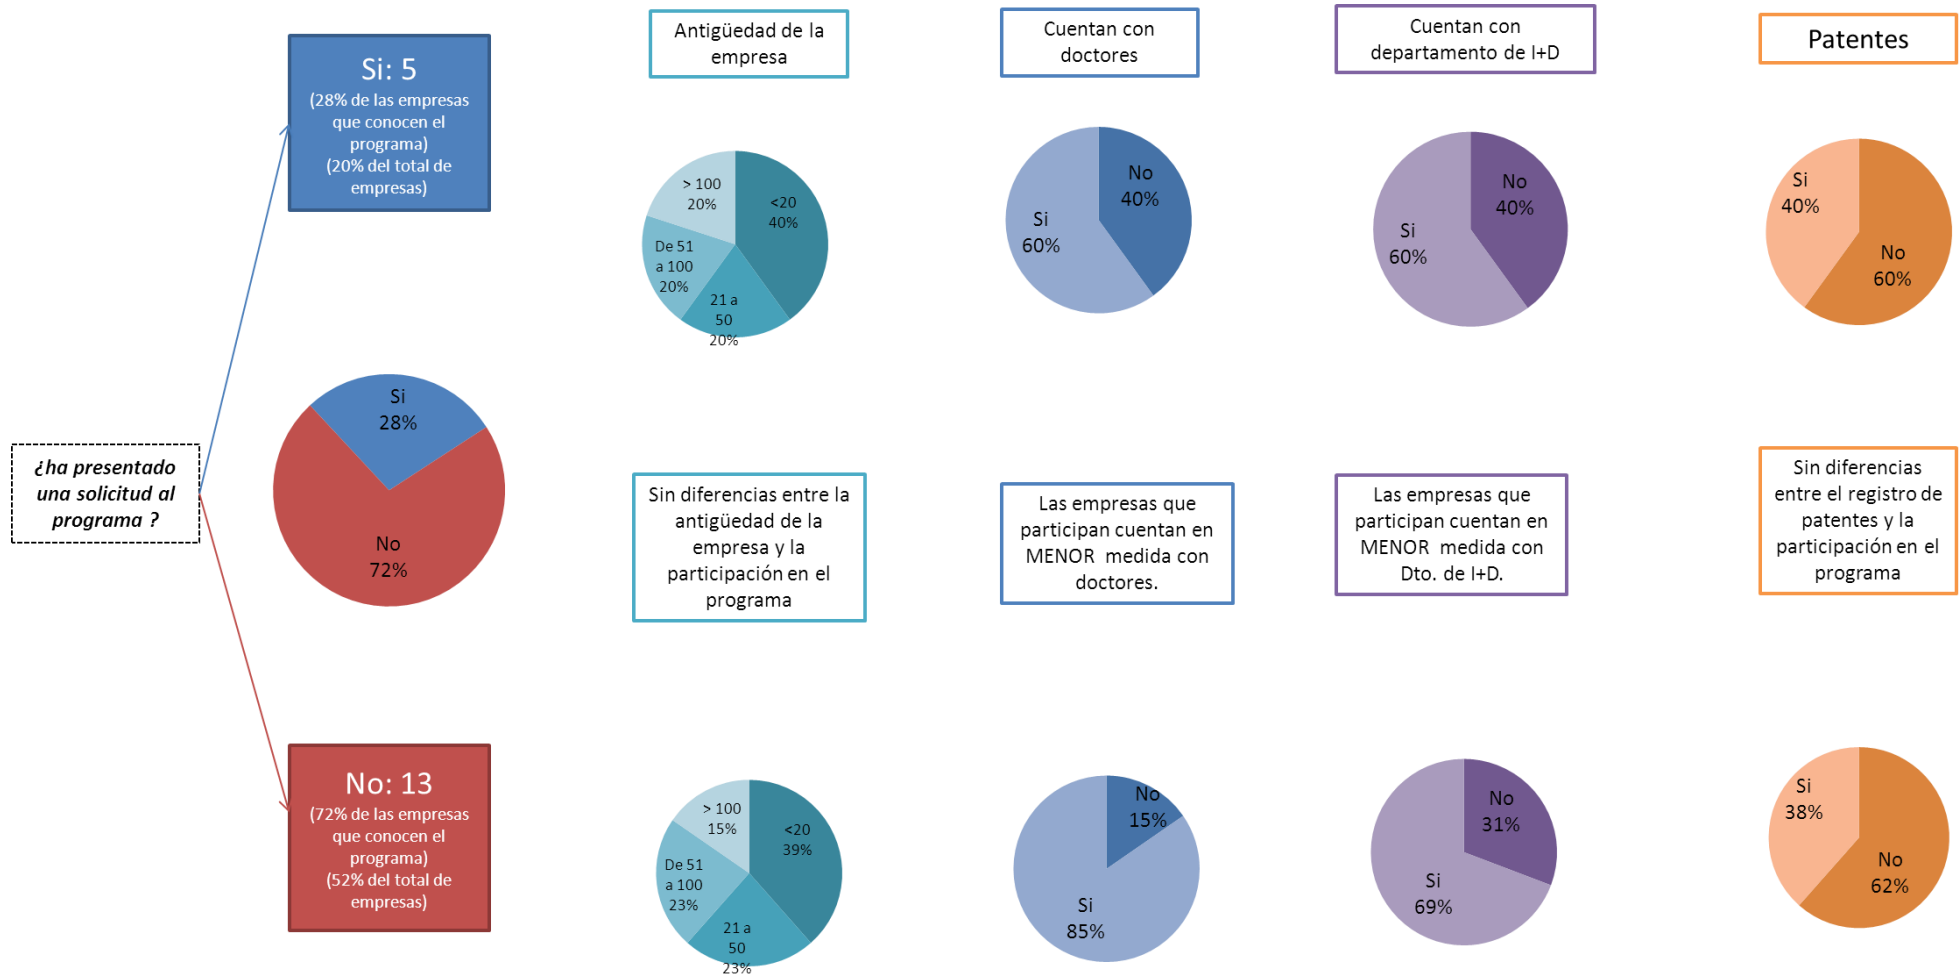 ¿ha presentado
una solicitud al
programa ?
Si: 5
(28% de las empresas
que conocen el
programa)
(20% del total de
empresas)
Si
28%
No
72%
No: 13
(72% de las empresas
que conocen el
programa)
(52% del total de
empresas)
Antigüedad de la
empresa
> 100
20%
<20
40%
De 51
a 100
20%
21 a
50
20%
Sin diferencias entre la
antigüedad de la
empresa y la
participación en el
programa
> 100
15%
<20
39%
De 51
a 100
23%
21 a
50
23%
Cuentan con
doctores
No
40%
Si
60%
Las empresas que
participan cuentan en
MENOR medida con
doctores.
No
15%
Si
85%
Cuentan con
departamento de I+D
No
40%
Si
60%
Las empresas que
participan cuentan en
MENOR medida con
Dto. de I+D.
No
31%
Si
69%
Patentes
Si
40%
No
60%
Sin diferencias
entre el registro de
patentes y la
participación en el
programa
Si
38%
No
62%